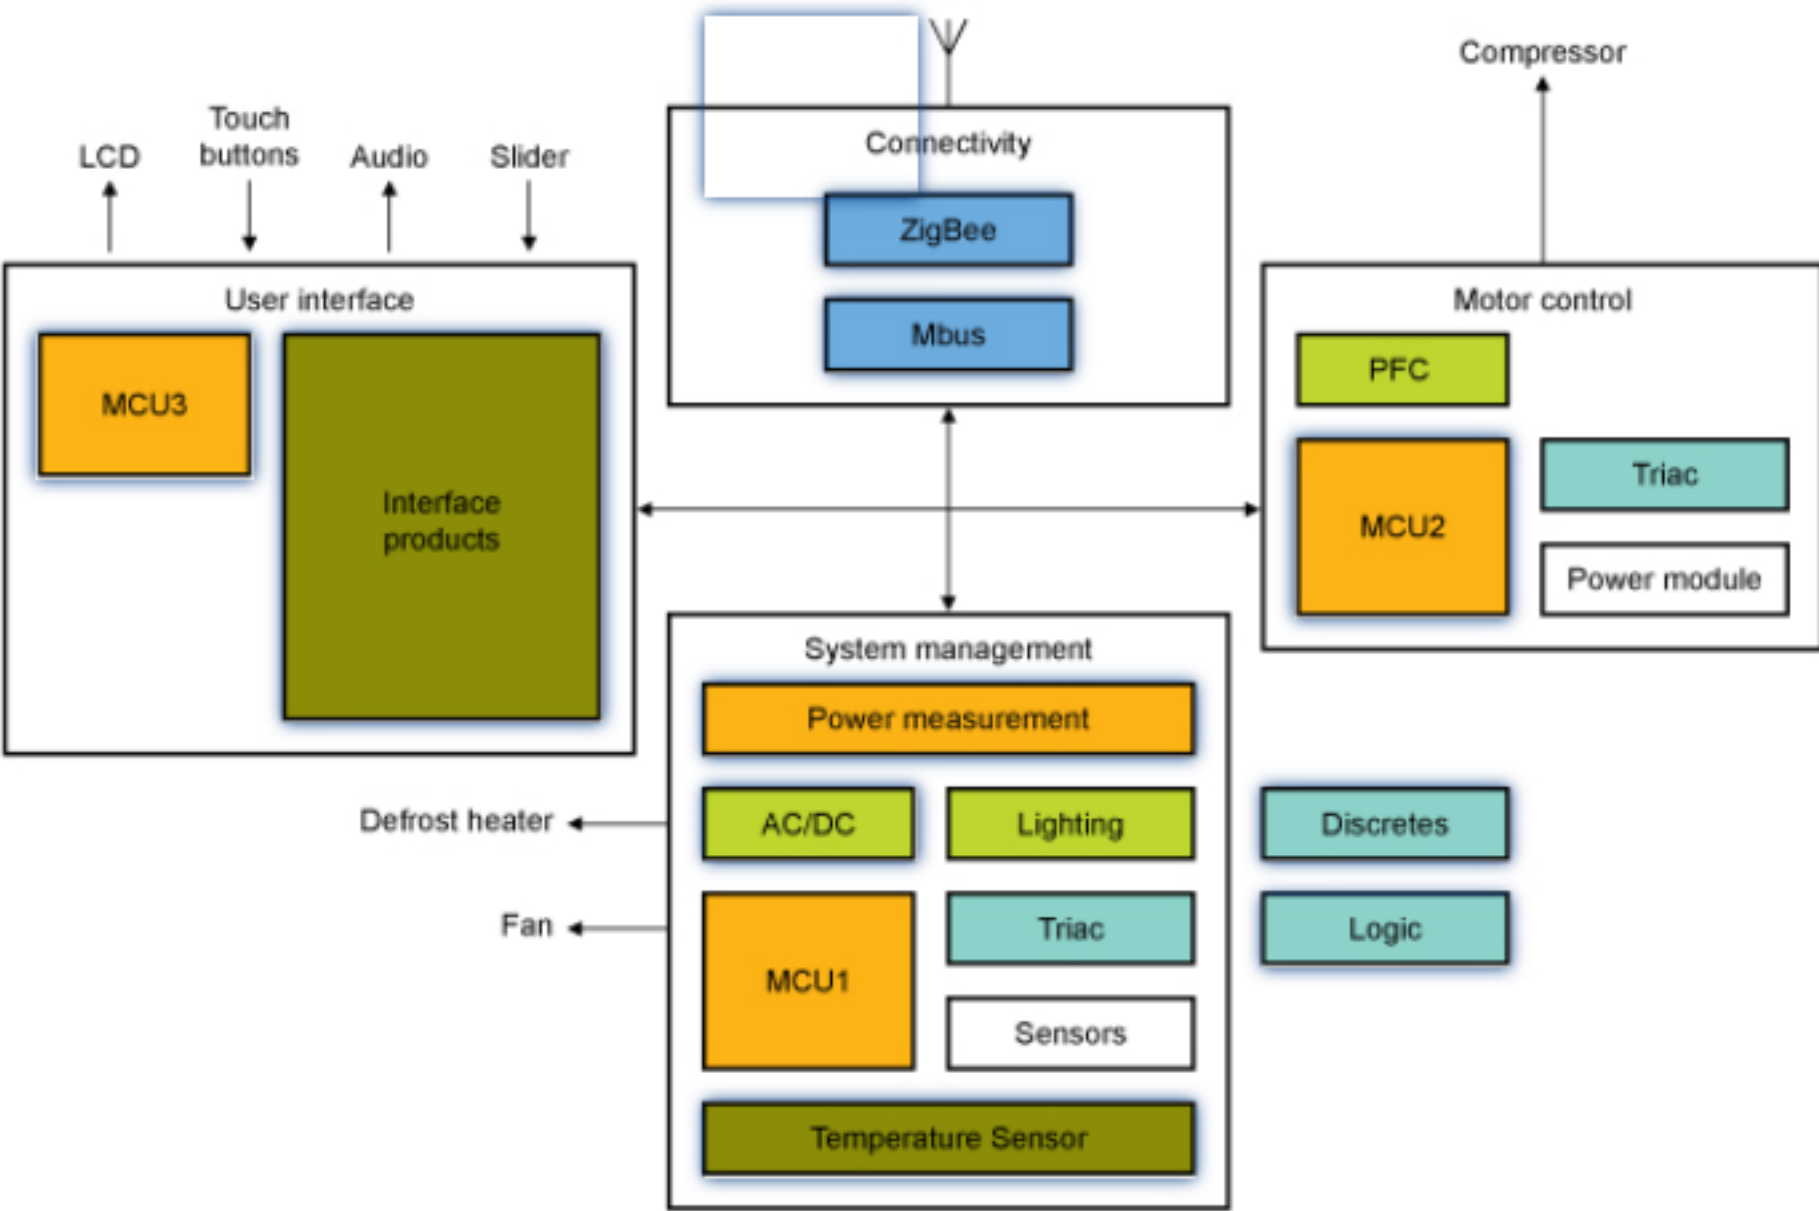 Compressor
Touch
buttons
LCD
Audio
Slider
Connectivity
ZigBee
Mbus
User interface
MCU3
Interface
products
Motor control
PFC
MCU2
Triac
Power module
System management
Power measurement
Defrost heater
AC/DC
Lighting
Discretes
Fan
MCU1
Triac
Logic
Sensors
Temperature Sensor